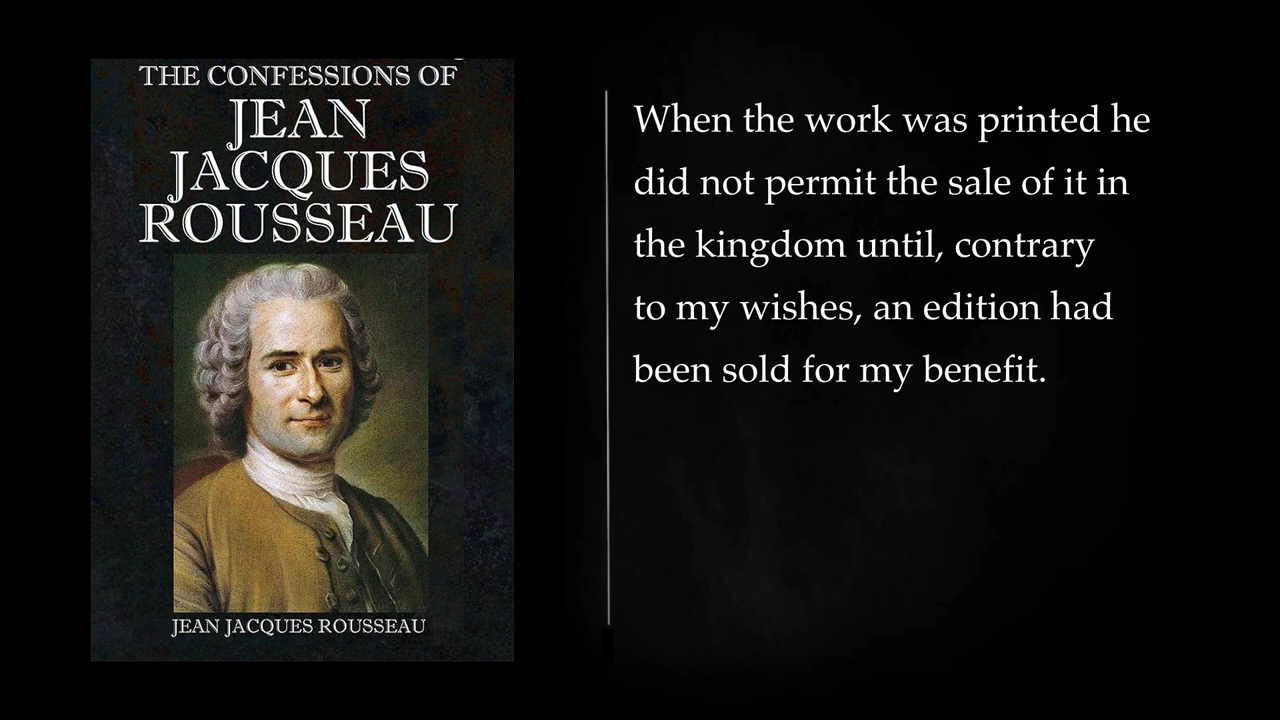 THE CONFESSIONS OF
JEAN
JACQUES
ROUSSEAU
JEAN JACQUES ROUSSEAU
When the work was printed he
did not permit the sale of it in
the kingdom until, contrary
to my wishes, an edition had
been sold for my benefit.